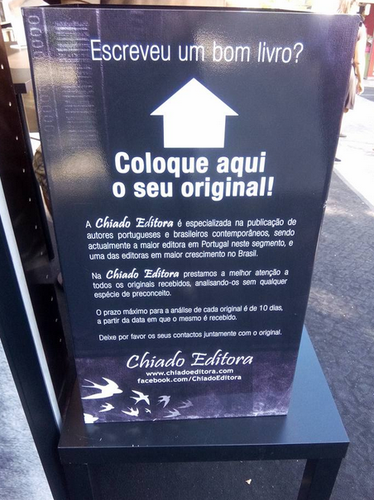 Escreveu um bom livro?
Coloque aqui
o seu original!
A Chiado Editora é especializada na publicação de
autores portugueses e brasileiros contemporâneos, sendo
actualmente a maior editora em Portugal neste segmento, e
uma das editoras em maior crescimento no Brasil.
Na Chiado Editora prestamos a melhor atenção a
todos os originais recebidos, analisando-os sem qualquer
espécie de preconceito.
O prazo máximo para a análise de cada original é de 10 dias,
a partir da data em que o mesmo é recebido.
Deixe por favor os seus contactos juntamente com o original.
Chiado Editora
www.chiadoeditora.com
facebook.com/ChiadoEditora